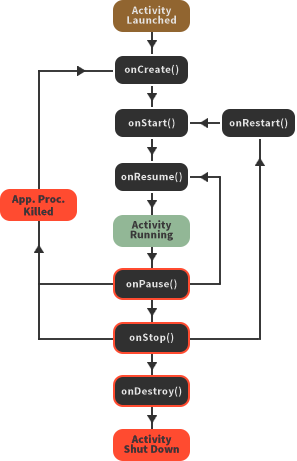 Activity
Launched
onCreate()
onStart()
onRestart()
onResume()
App. Proc.
Killed
Activity
Running
onPause()
onStop()
onDestroy()
Activity
Shut Down